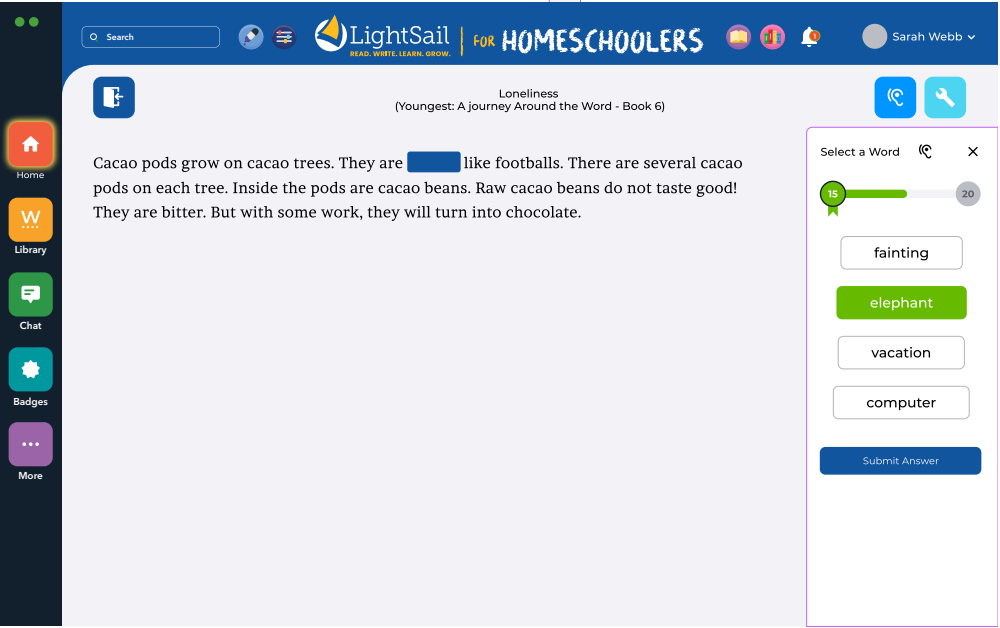 Search
LightSail
READ. WRITE. LEARN. GROW.
FOR HOMESCHOOLERS
1
Sarah Webb
Home
W
Library
Chat
Badges
More
Loneliness
(Youngest: A journey Around the Word - Book 6)
Cacao pods grow on cacao trees. They are like footballs. There are several cacao
pods on each tree. Inside the pods are cacao beans. Raw cacao beans do not taste good!
They are bitter. But with some work, they will turn into chocolate.
Select a Word
15
20
fainting
elephant
vacation
computer
Submit Answer